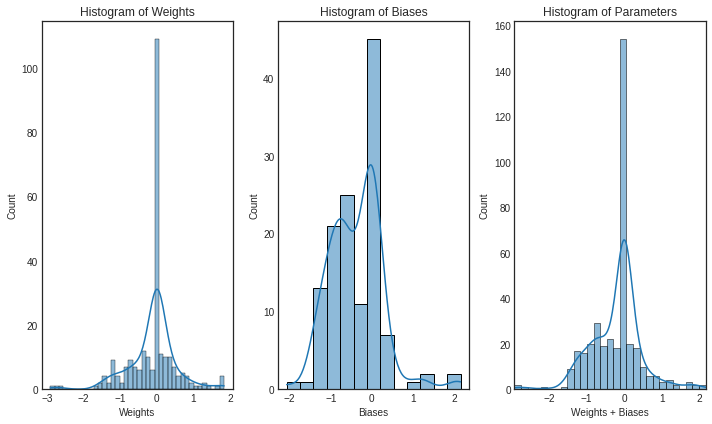 Histogram of Weights
Count
100
80
60
40
20
0
−3 −2 −1 0 1 2
Weights
Histogram of Biases
Count
40
30
20
10
0
−2 −1 0 1 2
Biases
Histogram of Parameters
Count
160
140
120
100
80
60
40
20
0
−2 −1 0 1 2
Weights + Biases